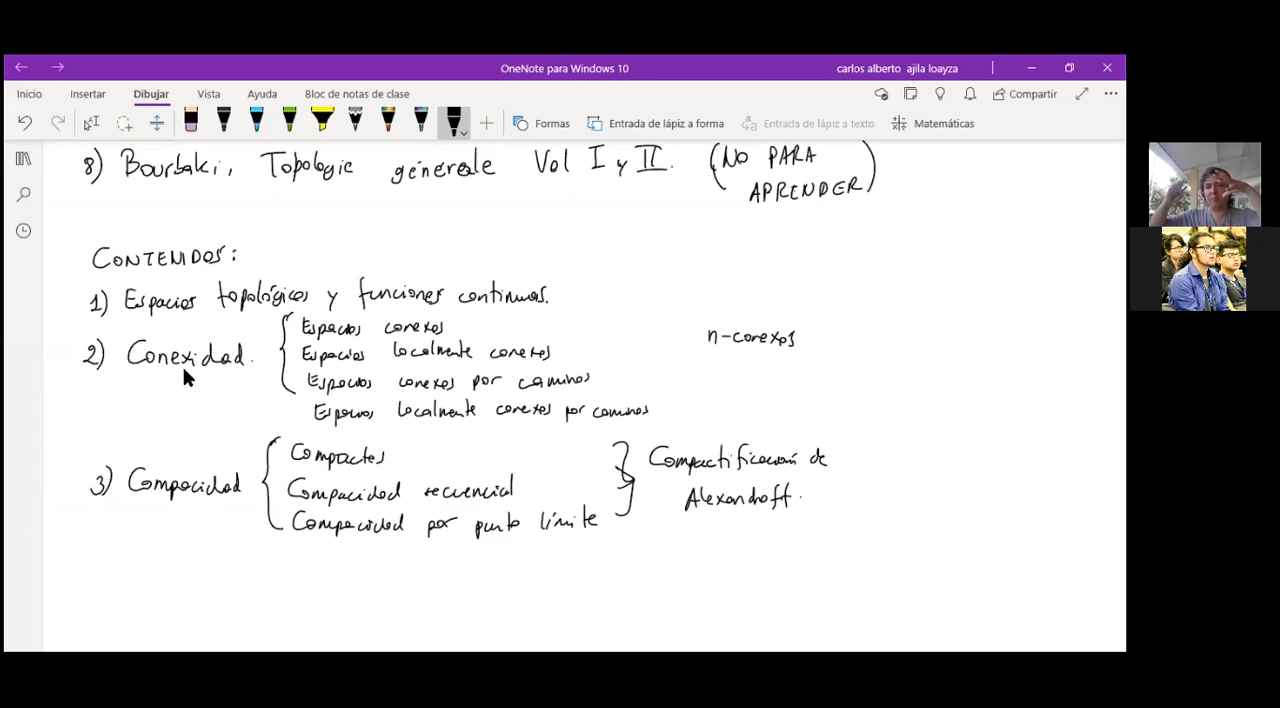 OneNote para Windows 10
carlos alberto ajila loayza
Inicio Insertar Dibujar Vista Ayuda Bloc de notas de clase
Compartir
Formas Entrada de lápiz a forma Entrada de lápiz a texto Matemáticas
8) Bourbaki, Topologie générale Vol I y II. (NO PARA
APRENDER)
CONTENIDOS:
1) Espacios topológicos y funciones continuas.
2) Conexidad.
Espacios conexos
Espacios localmente conexos
Espacios conexos por caminos
Espacios localmente conexos por caminos
n-conexos
3) Compacidad
Compactos
Compacidad secuencial
Compacidad por punto límite
Compactificación de
Alexandroff.